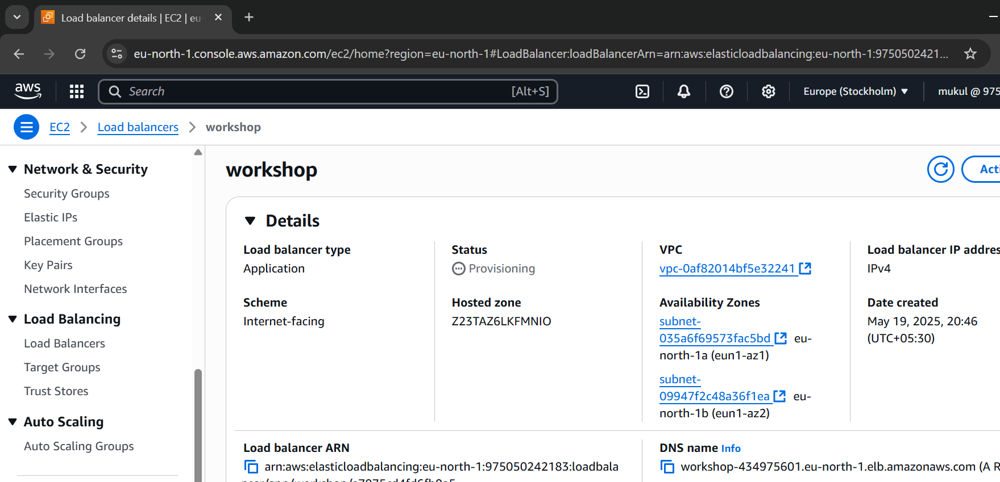 Load balancer details | EC2 | eu-
eu-north-1.console.aws.amazon.com/ec2/home?region=eu-north-1#LoadBalancer:loadBalancerArn=arn:aws:elasticloadbalancing:eu-north-1:9750502421...
aws
Search
[Alt+S]
Europe (Stockholm)
mukul @ 975
EC2
Load balancers
workshop
Network & Security
Security Groups
Elastic IPs
Placement Groups
Key Pairs
Network Interfaces
Load Balancing
Load Balancers
Target Groups
Trust Stores
Auto Scaling
Auto Scaling Groups
workshop
Acti
Details
Load balancer type
Application
Scheme
Internet-facing
Status
Provisioning
Hosted zone
Z23TAZ6LKFMNIO
VPC
vpc-0af82014bf5e32241
Availability Zones
subnet-
035a6f69573fac5bd eu-
north-1a (eun1-az1)
subnet-
09947f2c48a36f1ea eu-
north-1b (eun1-az2)
Load balancer IP addres
IPv4
Date created
May 19, 2025, 20:46
(UTC+05:30)
Load balancer ARN
arn:aws:elasticloadbalancing:eu-north-1:975050242183:loadbala
DNS name Info
workshop-434975601.eu-north-1.elb.amazonaws.com (A R